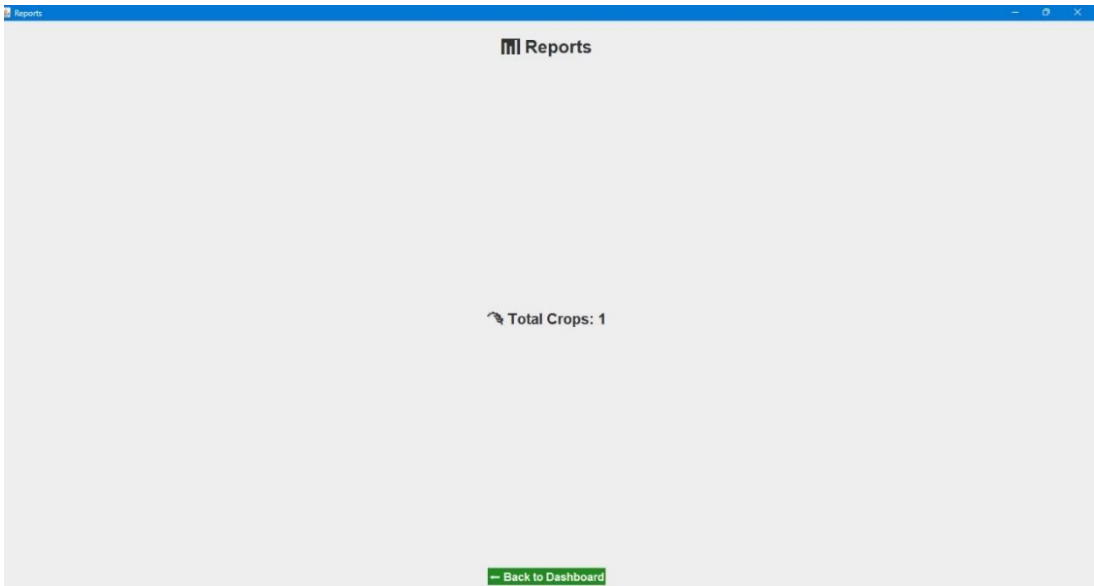 Reports
📊 Reports
🌾 Total Crops: 1
← Back to Dashboard